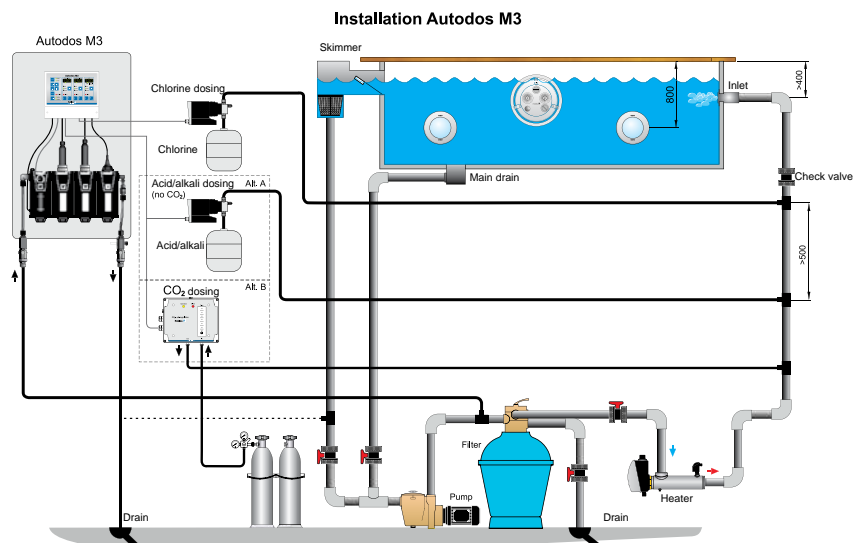 Installation Autodos M3
Autodos M3
Skimmer
Chlorine dosing
Chlorine
Inlet
>400
800
Main drain
Check valve
Acid/alkali dosing
(no CO₂)
Alt. A
Acid/alkali
>500
CO₂ dosing
Alt. B
Filter
Pump
Heater
Drain
Drain